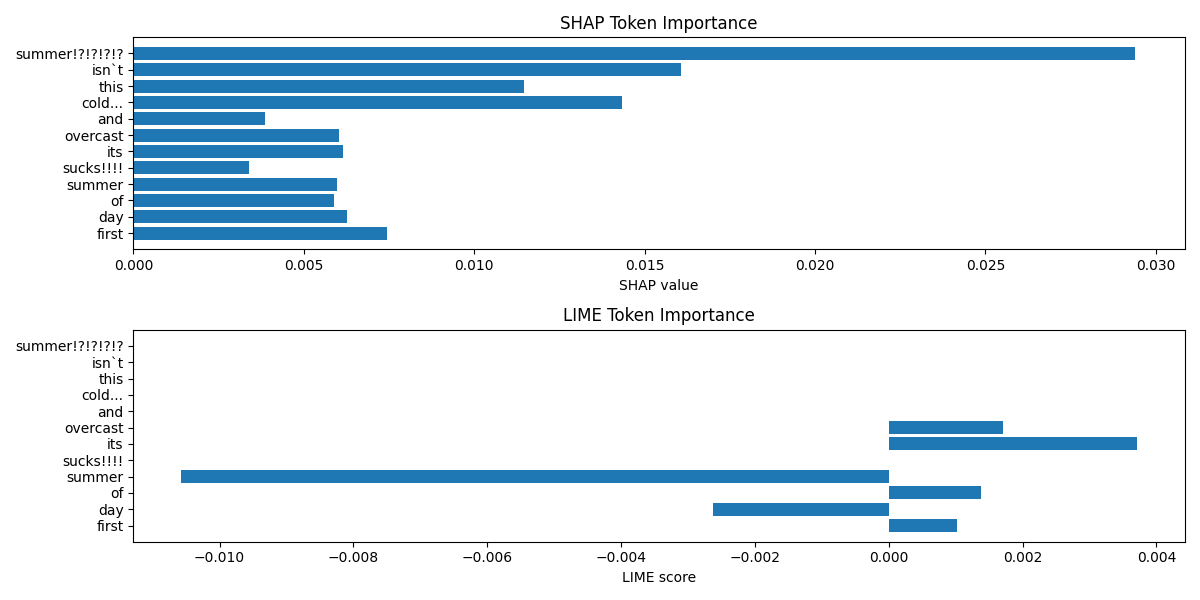 SHAP Token Importance
summer!?!?!?!?
isn`t
this
cold...
and
overcast
its
sucks!!!!
summer
of
day
first
0.000 0.005 0.010 0.015 0.020 0.025 0.030
SHAP value
LIME Token Importance
summer!?!?!?!?
isn`t
this
cold...
and
overcast
its
sucks!!!!
summer
of
day
first
−0.010 −0.008 −0.006 −0.004 −0.002 0.000 0.002 0.004
LIME score